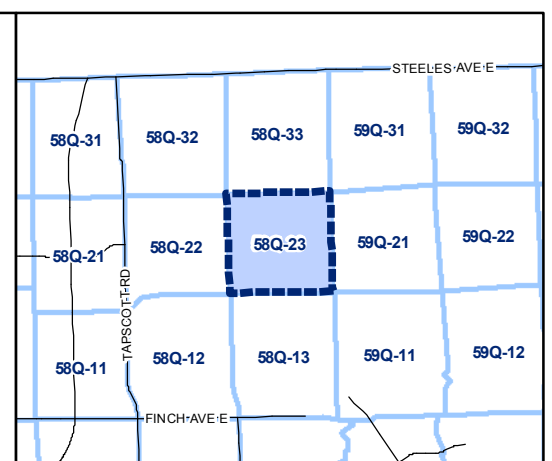 STEELES AVE E
58Q-31
58Q-32
58Q-33
59Q-31
59Q-32
58Q-21
58Q-22
58Q-23
59Q-21
59Q-22
TAPSCOTT RD
58Q-11
58Q-12
58Q-13
59Q-11
59Q-12
FINCH AVE E